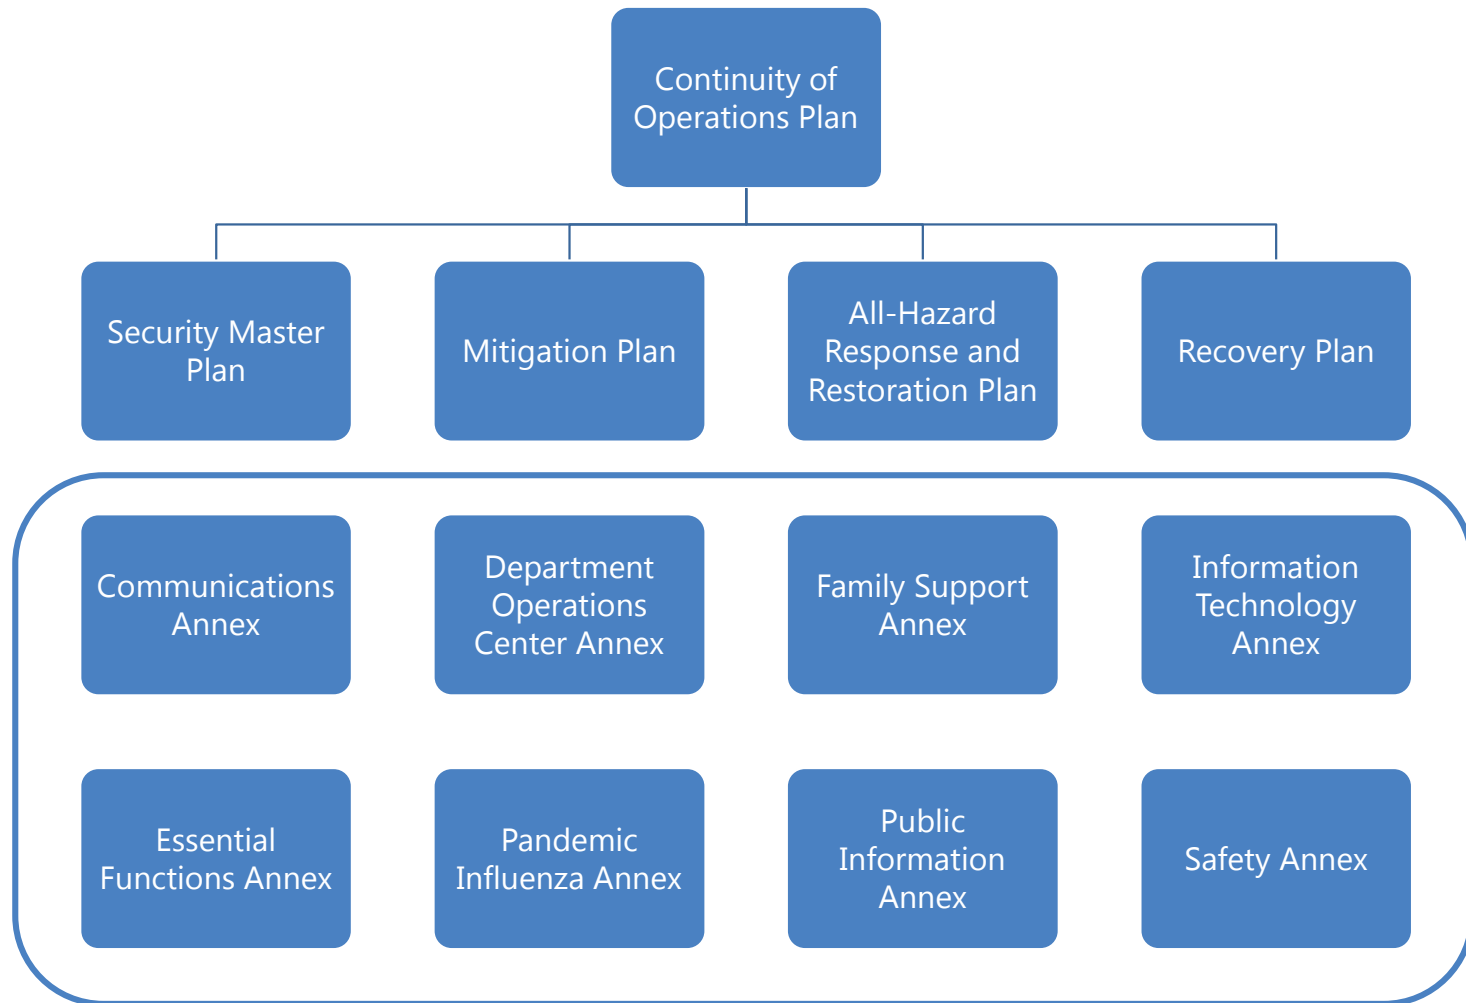 Continuity of
Operations Plan
Security Master
Plan
Mitigation Plan
All-Hazard
Response and
Restoration Plan
Recovery Plan
Communications
Annex
Department
Operations
Center Annex
Family Support
Annex
Information
Technology
Annex
Essential
Functions Annex
Pandemic
Influenza Annex
Public
Information
Annex
Safety Annex